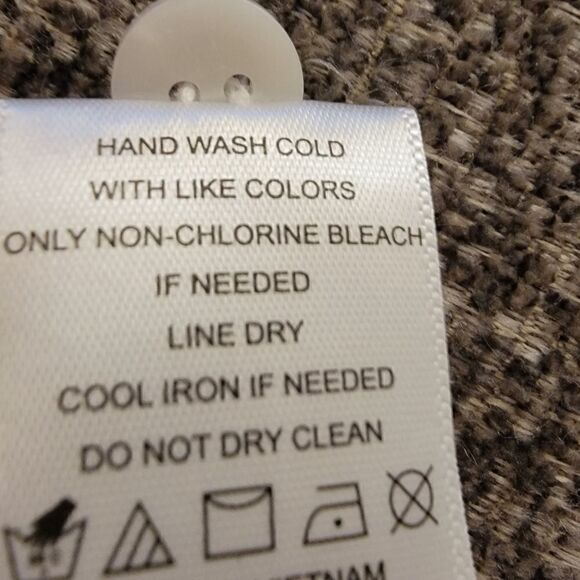 HAND WASH COLD
WITH LIKE COLORS
ONLY NON-CHLORINE BLEACH
IF NEEDED
LINE DRY
COOL IRON IF NEEDED
DO NOT DRY CLEAN